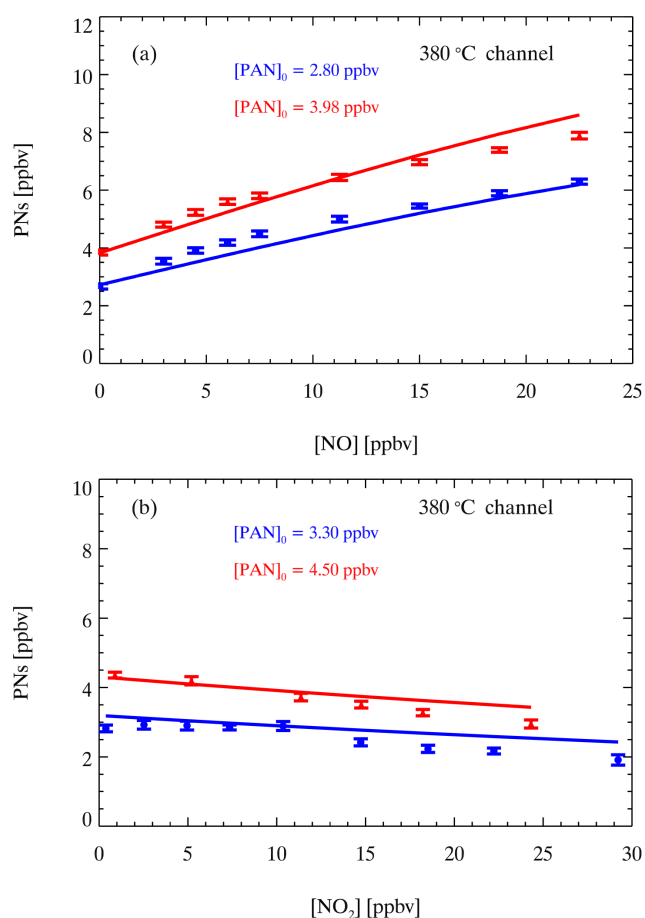 12
(a)
380 °C channel
10
[PAN]₀ = 2.80 ppbv
[PAN]₀ = 3.98 ppbv
8
PNs [ppbv]
6
4
2
0
0 5 10 15 20 25
[NO] [ppbv]
10
(b)
380 °C channel
[PAN]₀ = 3.30 ppbv
8
[PAN]₀ = 4.50 ppbv
6
PNs [ppbv]
4
2
0
0 5 10 15 20 25 30
[NO₂] [ppbv]